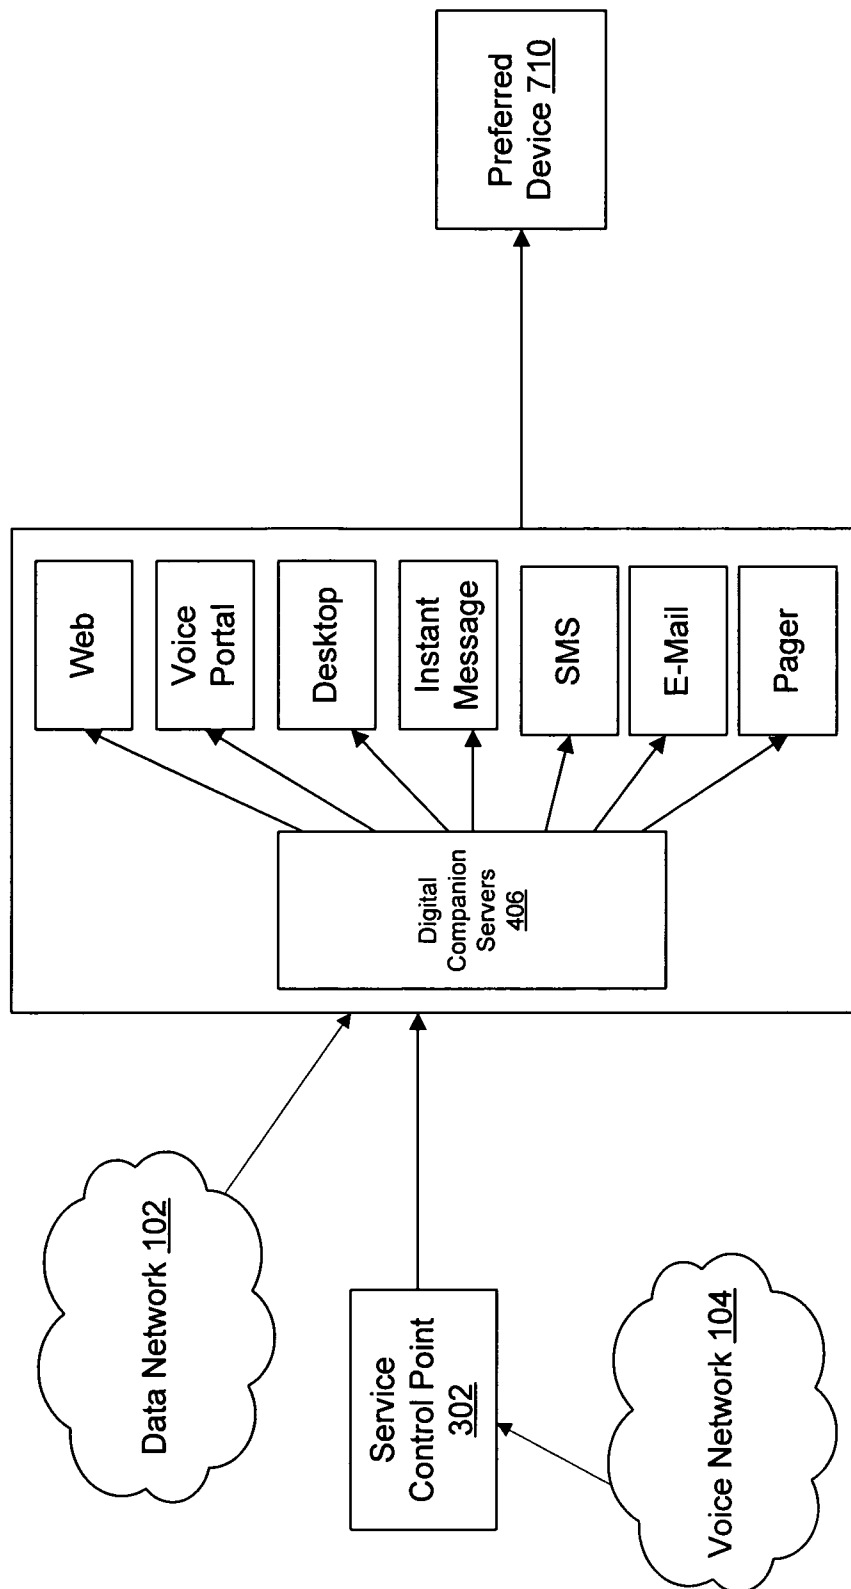 Data Network 102
Service
Control Point
302
Voice Network 104
Digital
Companion
Servers
406
Web
Voice
Portal
Desktop
Instant
Message
SMS
E-Mail
Pager
Preferred
Device 710